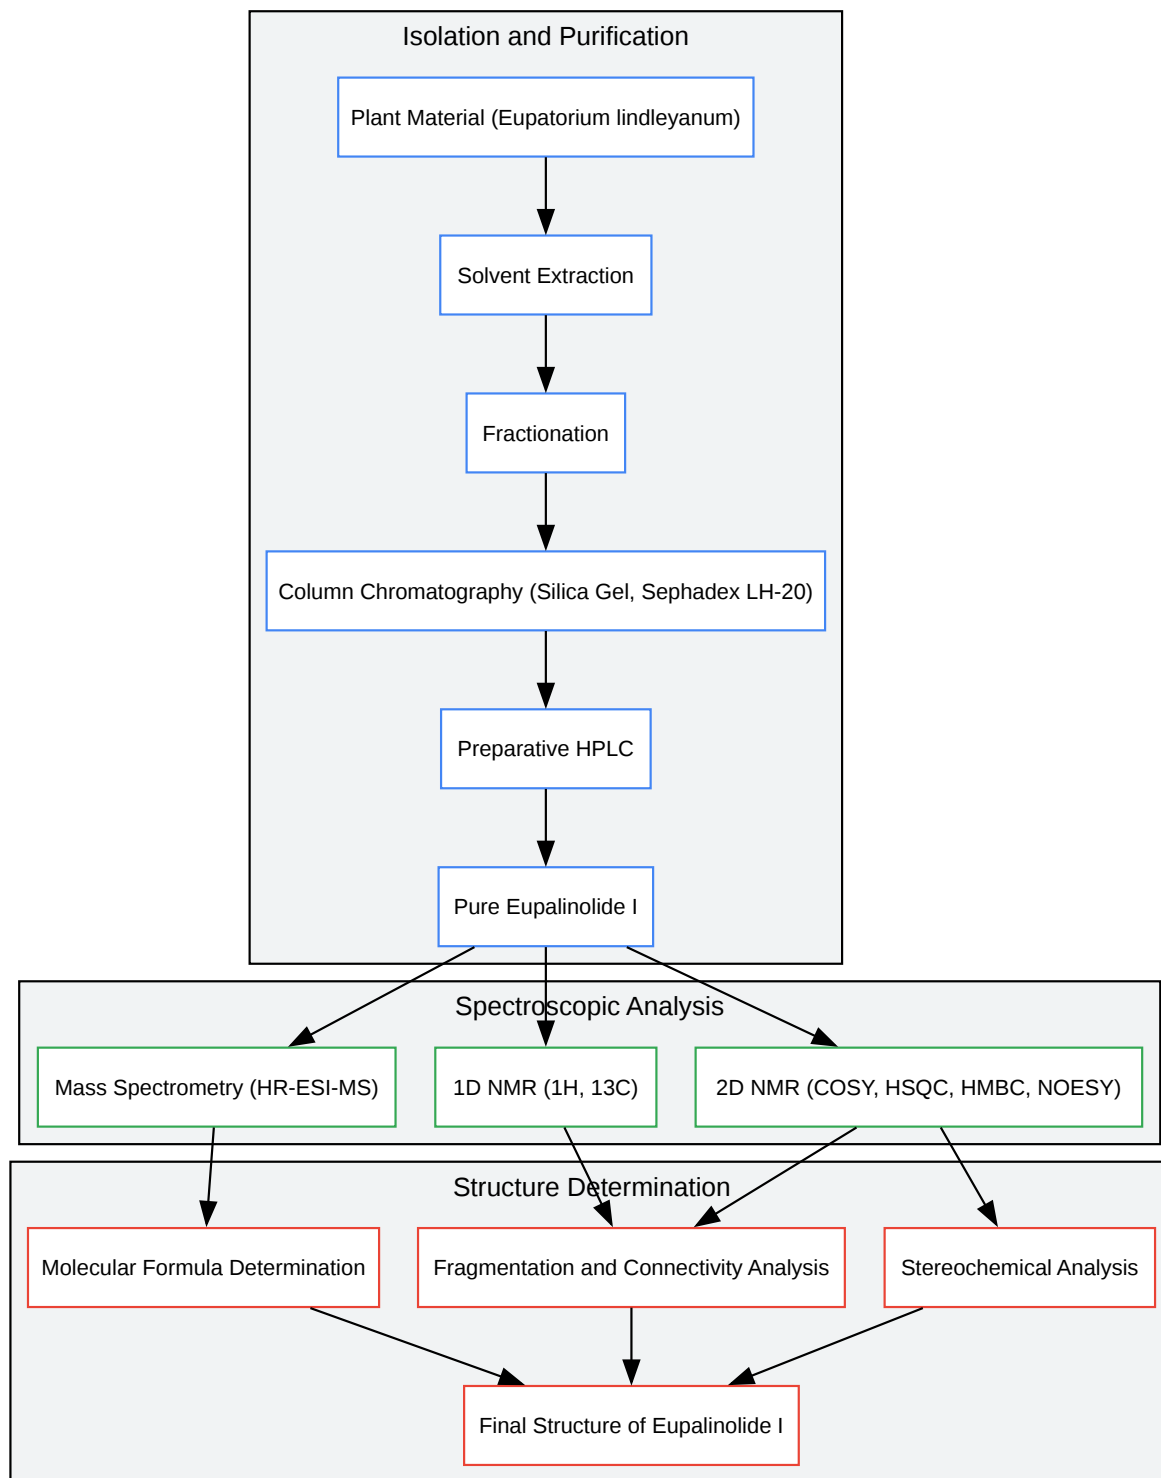 Isolation and Purification
Plant Material (Eupatorium lindleyanum)
Solvent Extraction
Fractionation
Column Chromatography (Silica Gel, Sephadex LH-20)
Preparative HPLC
Pure Eupalinolide I
Spectroscopic Analysis
Mass Spectrometry (HR-ESI-MS)
1D NMR (1H, 13C)
2D NMR (COSY, HSQC, HMBC, NOESY)
Structure Determination
Molecular Formula Determination
Fragmentation and Connectivity Analysis
Stereochemical Analysis
Final Structure of Eupalinolide I